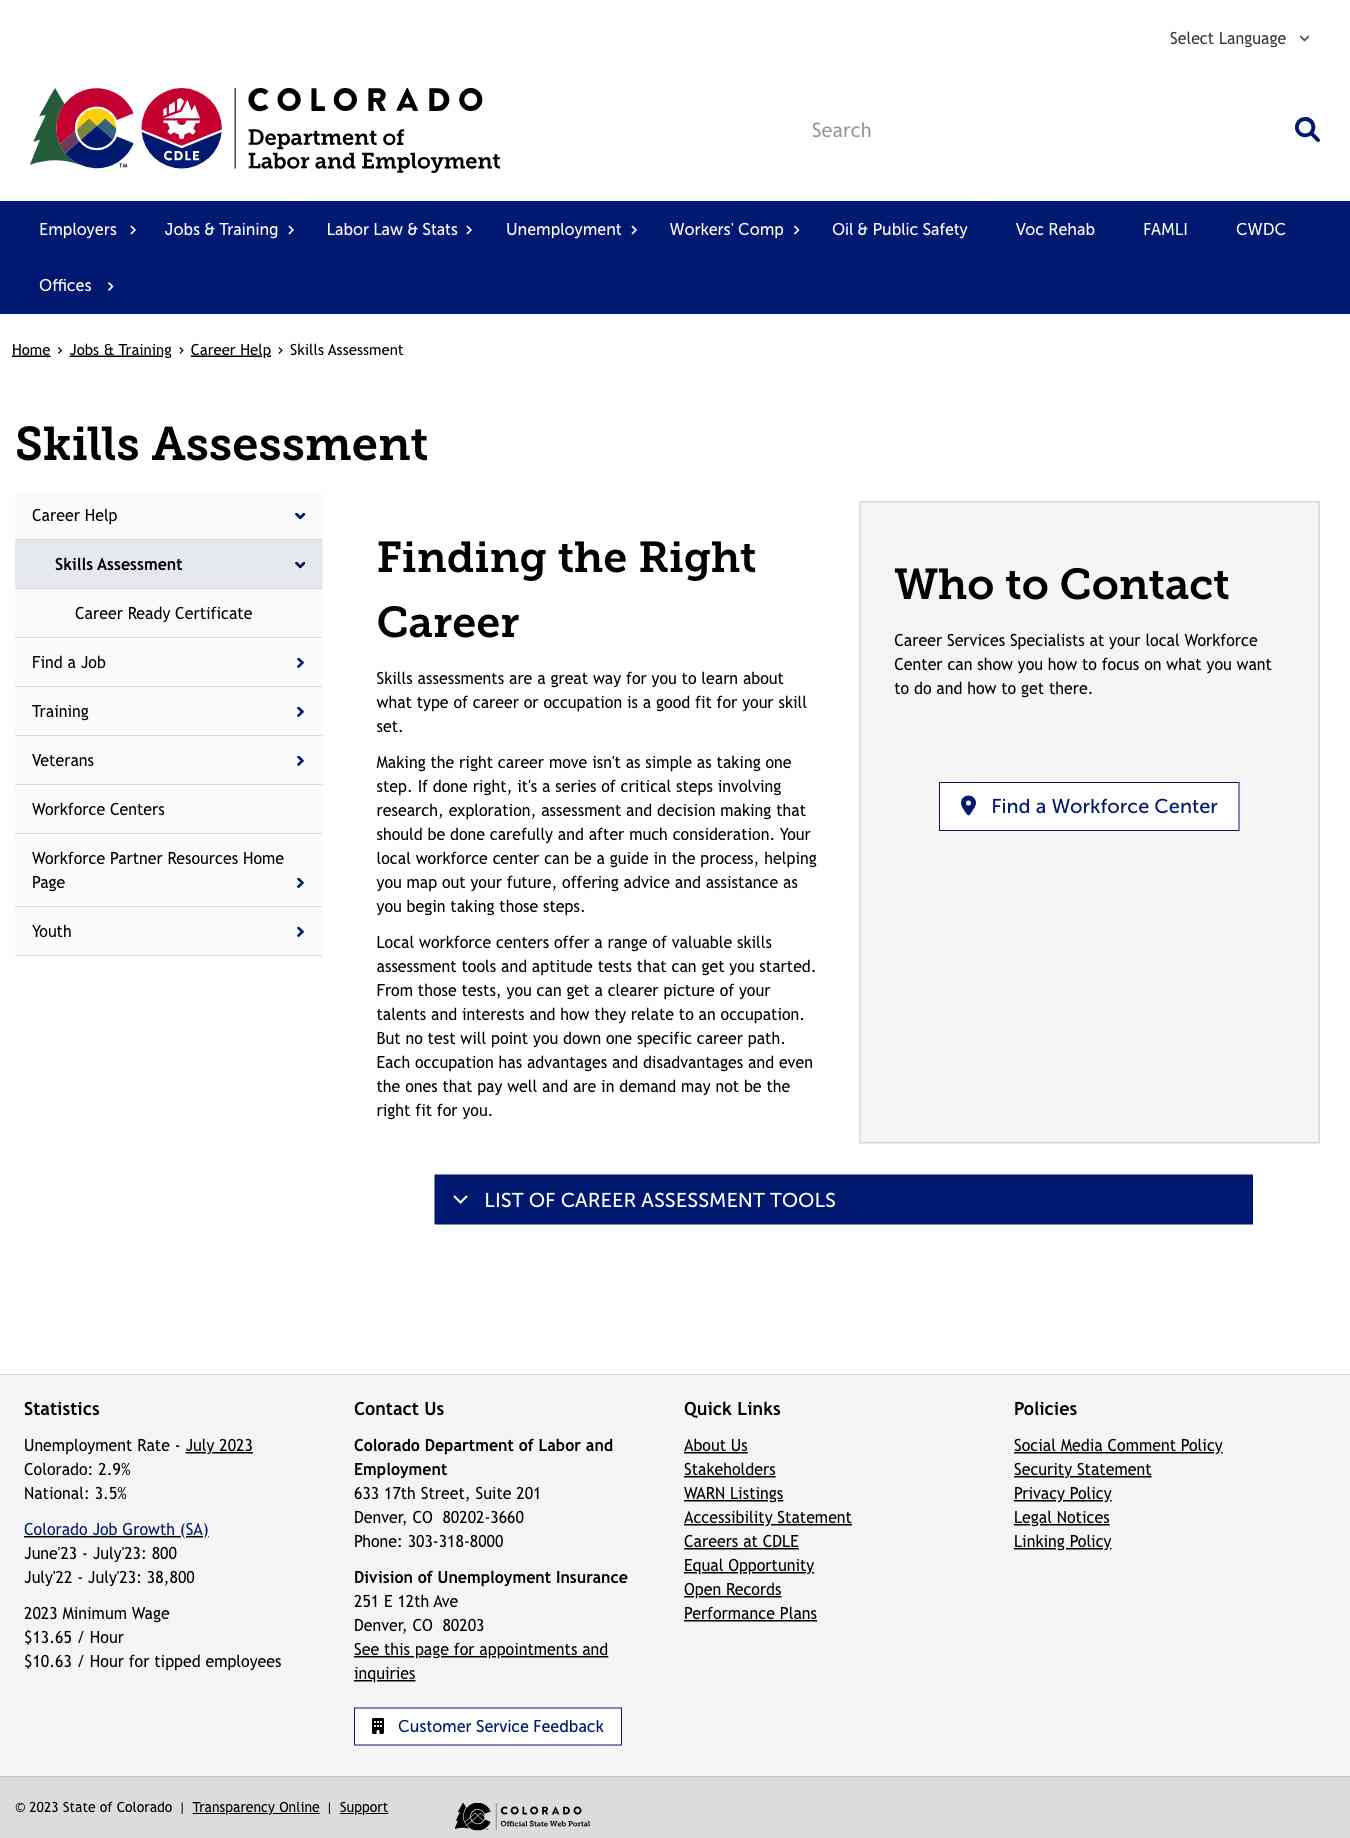 Select Language
COLORADO
Department of
Labor and Employment
CDLE
TM
Search
Employers
Jobs & Training
Labor Law & Stats
Unemployment
Workers' Comp
Oil & Public Safety
Voc Rehab
FAMLI
CWDC
Offices
Home › Jobs & Training › Career Help › Skills Assessment
Skills Assessment
Career Help
Skills Assessment
Career Ready Certificate
Find a Job
Training
Veterans
Workforce Centers
Workforce Partner Resources Home
Page
Youth
Finding the Right
Career
Skills assessments are a great way for you to learn about
what type of career or occupation is a good fit for your skill
set.
Making the right career move isn't as simple as taking one
step. If done right, it's a series of critical steps involving
research, exploration, assessment and decision making that
should be done carefully and after much consideration. Your
local workforce center can be a guide in the process, helping
you map out your future, offering advice and assistance as
you begin taking those steps.
Local workforce centers offer a range of valuable skills
assessment tools and aptitude tests that can get you started.
From those tests, you can get a clearer picture of your
talents and interests and how they relate to an occupation.
But no test will point you down one specific career path.
Each occupation has advantages and disadvantages and even
the ones that pay well and are in demand may not be the
right fit for you.
Who to Contact
Career Services Specialists at your local Workforce
Center can show you how to focus on what you want
to do and how to get there.
Find a Workforce Center
LIST OF CAREER ASSESSMENT TOOLS
Statistics
Unemployment Rate - July 2023
Colorado: 2.9%
National: 3.5%
Colorado Job Growth (SA)
June'23 - July'23: 800
July'22 - July'23: 38,800
2023 Minimum Wage
$13.65 / Hour
$10.63 / Hour for tipped employees
Contact Us
Colorado Department of Labor and
Employment
633 17th Street, Suite 201
Denver, CO  80202-3660
Phone: 303-318-8000
Division of Unemployment Insurance
251 E 12th Ave
Denver, CO  80203
See this page for appointments and
inquiries
Customer Service Feedback
Quick Links
About Us
Stakeholders
WARN Listings
Accessibility Statement
Careers at CDLE
Equal Opportunity
Open Records
Performance Plans
Policies
Social Media Comment Policy
Security Statement
Privacy Policy
Legal Notices
Linking Policy
© 2023 State of Colorado | Transparency Online | Support
COLORADO
Official State Web Portal